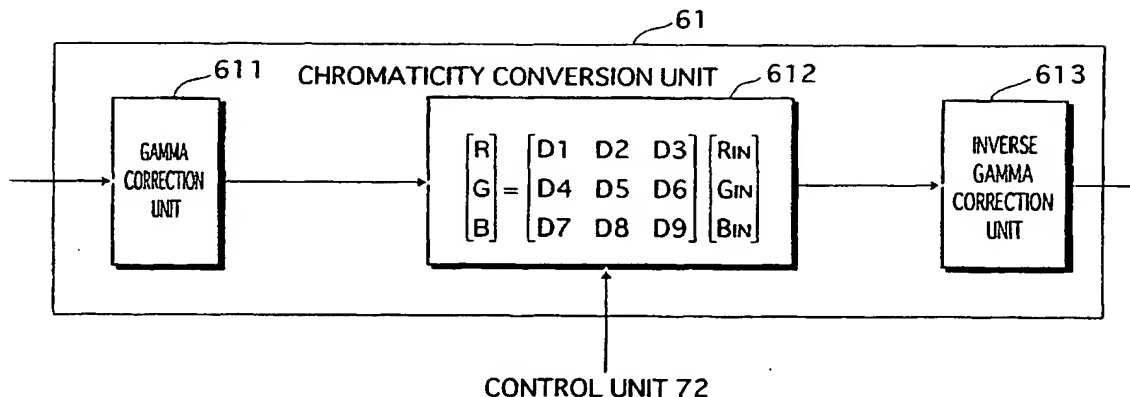 61
CHROMATICITY CONVERSION UNIT
611
612
613
GAMMA
CORRECTION
UNIT
[R] [D1 D2 D3] [RIN]
[G] = [D4 D5 D6] [GIN]
[B] [D7 D8 D9] [BIN]
INVERSE
GAMMA
CORRECTION
UNIT
CONTROL UNIT 72